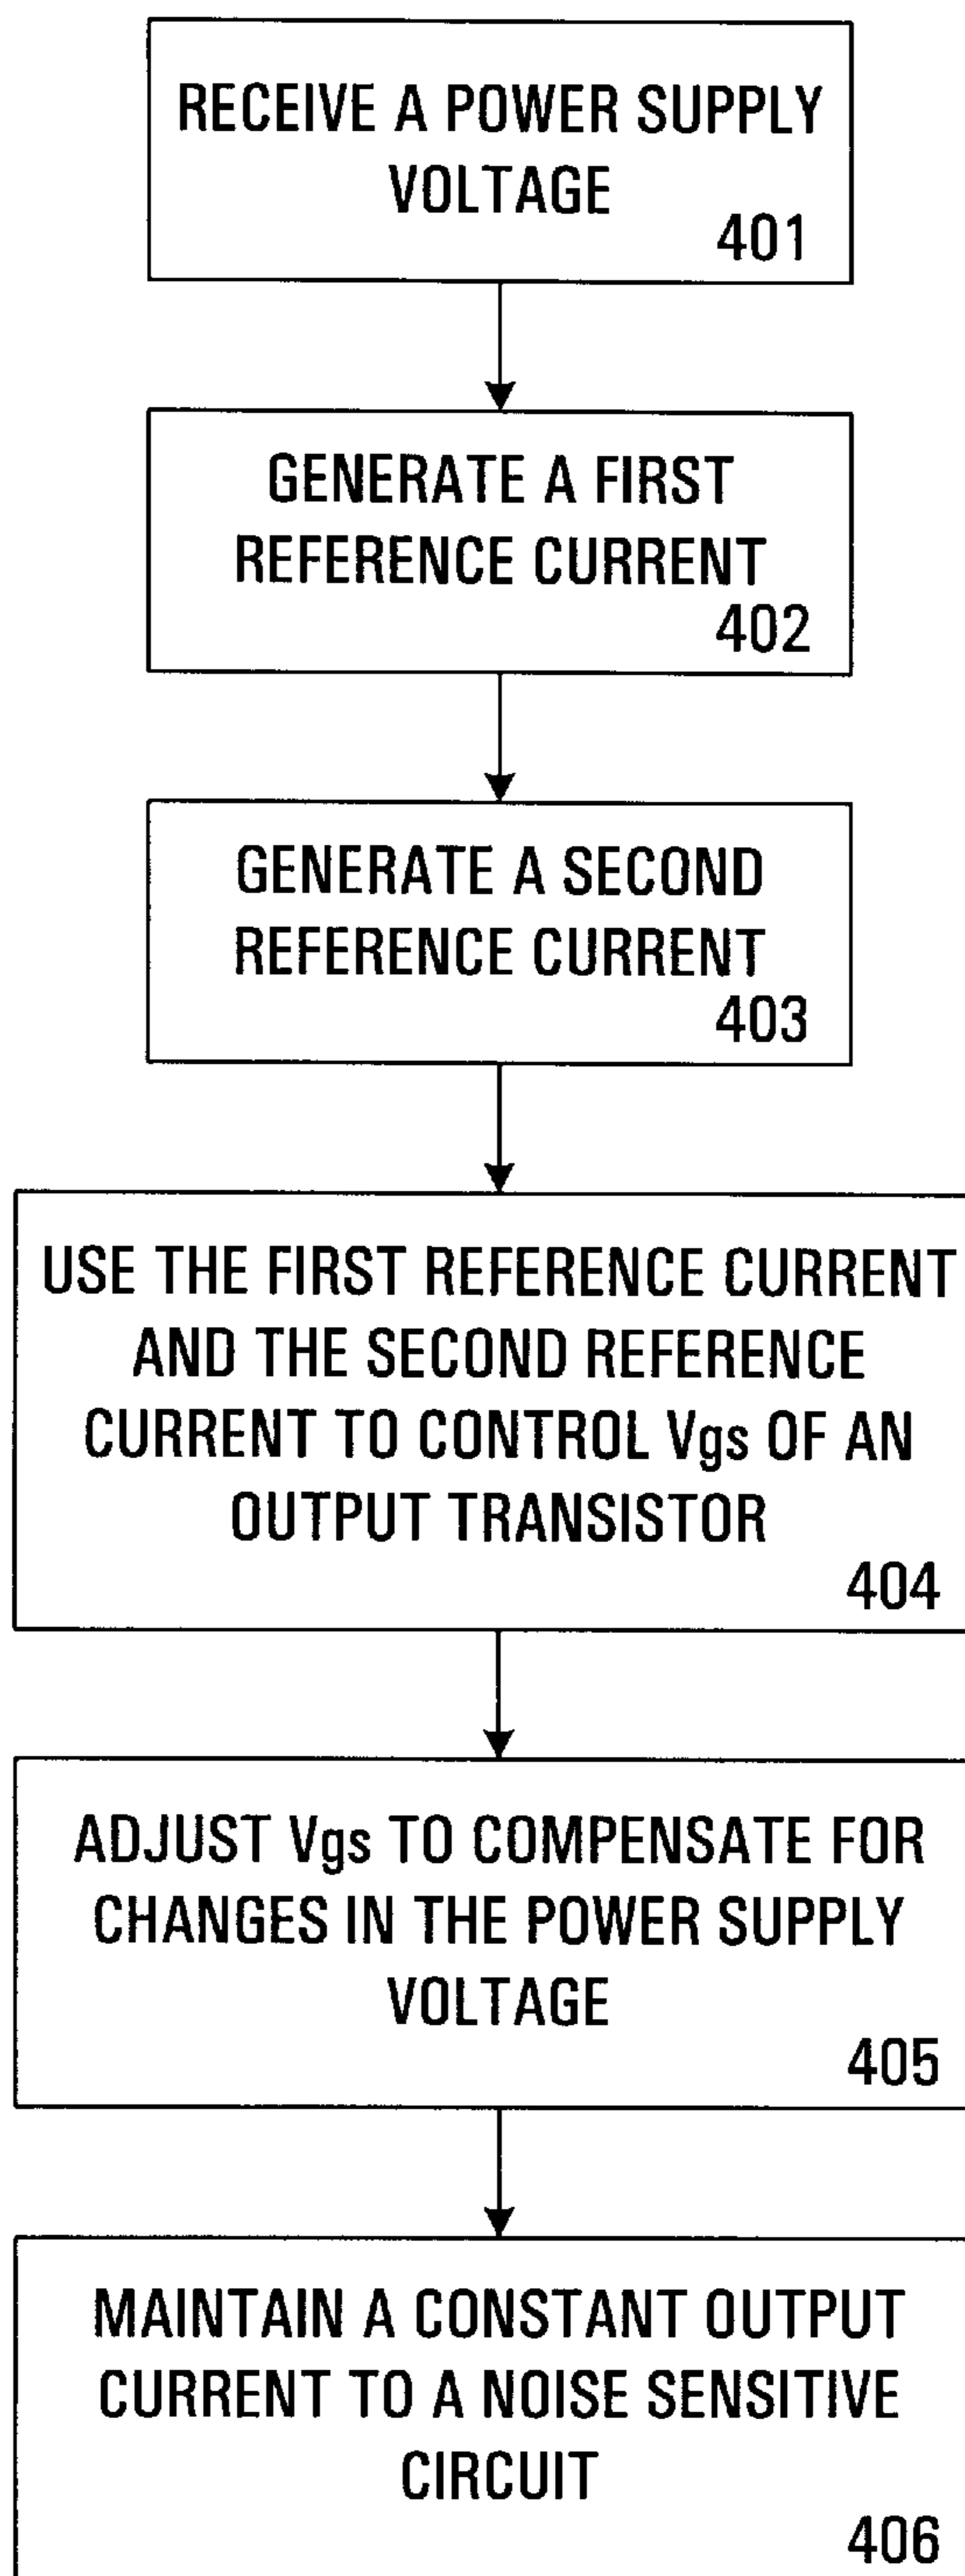 RECEIVE A POWER SUPPLY
VOLTAGE
401
GENERATE A FIRST
REFERENCE CURRENT
402
GENERATE A SECOND
REFERENCE CURRENT
403
USE THE FIRST REFERENCE CURRENT
AND THE SECOND REFERENCE
CURRENT TO CONTROL Vgs OF AN
OUTPUT TRANSISTOR
404
ADJUST Vgs TO COMPENSATE FOR
CHANGES IN THE POWER SUPPLY
VOLTAGE
405
MAINTAIN A CONSTANT OUTPUT
CURRENT TO A NOISE SENSITIVE
CIRCUIT
406